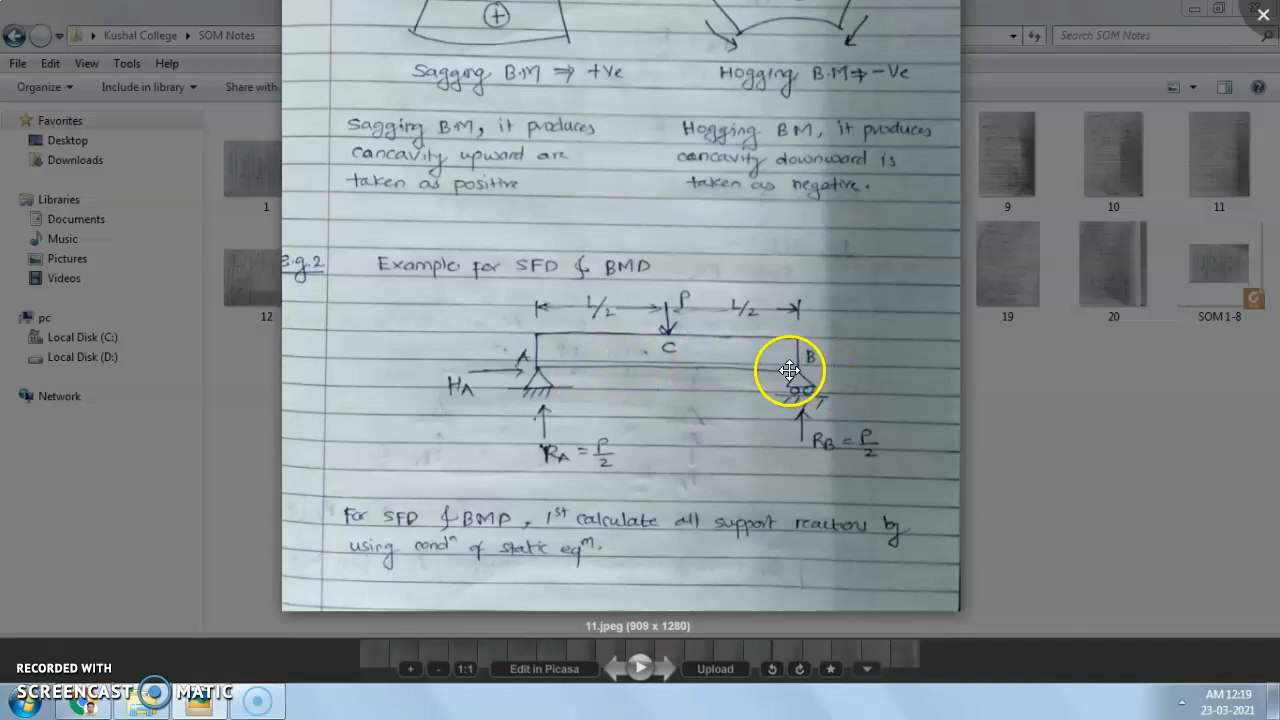 Kushal College
SOM Notes
Search SOM Notes
File Edit View Tools Help
Organize Include in library Share with
Favorites
Desktop
Downloads
Libraries
Documents
Music
Pictures
Videos
pc
Local Disk (C:)
Local Disk (D:)
Network
1
12
9
10
11
19
20
SOM 1-8
+
Sagging B.M ⇒ +Ve
Hogging B.M ⇒ -Ve
Sagging BM, it produces
concavity upward are
taken as positive
Hogging BM, it produces
concavity downward is
taken as negative.
e.g.2 Example for SFD & BMD
L/2 P L/2
A C B
HA
RA = P/2
RB = P/2
For SFD & BMD, 1st calculate all support reaction by
using condn of static eqm.
11.jpeg (909 x 1280)
+ - 1:1 Edit in Picasa Upload
RECORDED WITH
SCREENCAST MATIC
AM 12:19
23-03-2021